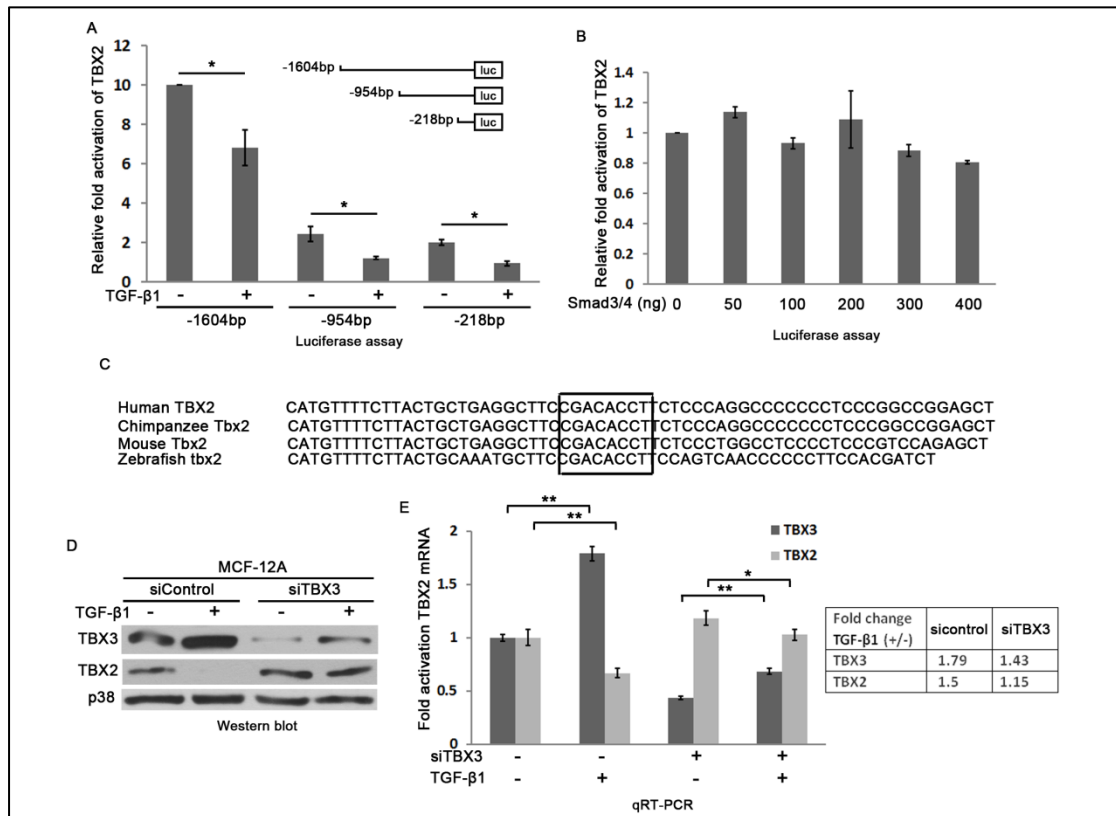 A
Relative fold activation of TBX2
12
10
8
6
4
2
0
*
*
*
-1604bp
luc
-954bp
luc
-218bp
luc
TGF-β1 - + - + - +
-1604bp -954bp -218bp
Luciferase assay
B
Relative fold activation of TBX2
1.4
1.2
1
0.8
0.6
0.4
0.2
0
Smad3/4 (ng) 0 50 100 200 300 400
Luciferase assay
C
Human TBX2 CATGTTTTCTTACTGCTGAGGCTTCCGACACCTTCTCCCAGGCCCCCCCTCCCGGCCGGAGCT
Chimpanzee Tbx2 CATGTTTTCTTACTGCTGAGGCTTCCGACACCTTCTCCCAGGCCCCCCCTCCCGGCCGGAGCT
Mouse Tbx2 CATGTTTTCTTACTGCTGAGGCTTCCGACACCTTCTCCCTGGCCTCCCCTCCCGTCCAGAGCT
Zebrafish tbx2 CATGTTTTCTTACTGCAAATGCTTCCGACACCTTCCAGTCAACCCCCCTTCCACGATCT
D
MCF-12A
siControl siTBX3
TGF-β1 - + - +
TBX3
TBX2
p38
Western blot
E
Fold activation TBX2 mRNA
2
1.5
1
0.5
0
**
**
*
**
TBX3
TBX2
siTBX3 - - + +
TGF-β1 - + - +
qRT-PCR
Fold change
TGF-β1 (+/-) sicontrol siTBX3
TBX3 1.79 1.43
TBX2 1.5 1.15